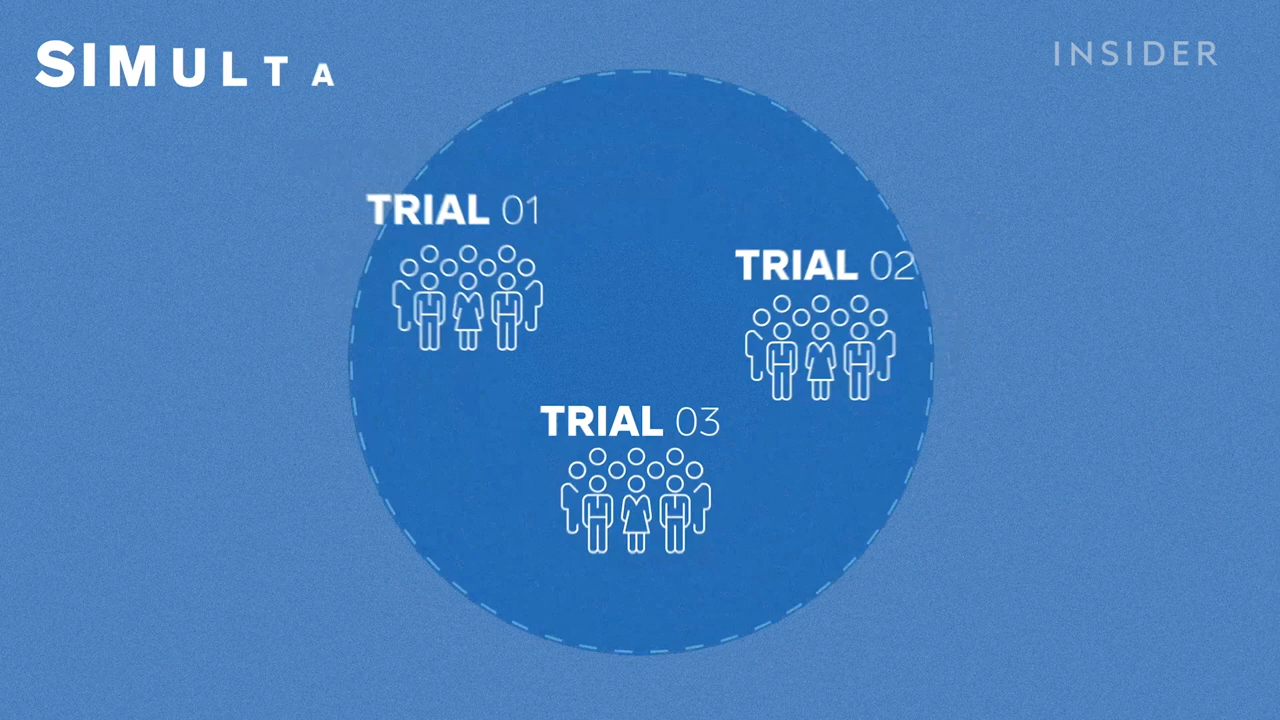 SIMULTA
INSIDER
TRIAL 01
TRIAL 02
TRIAL 03